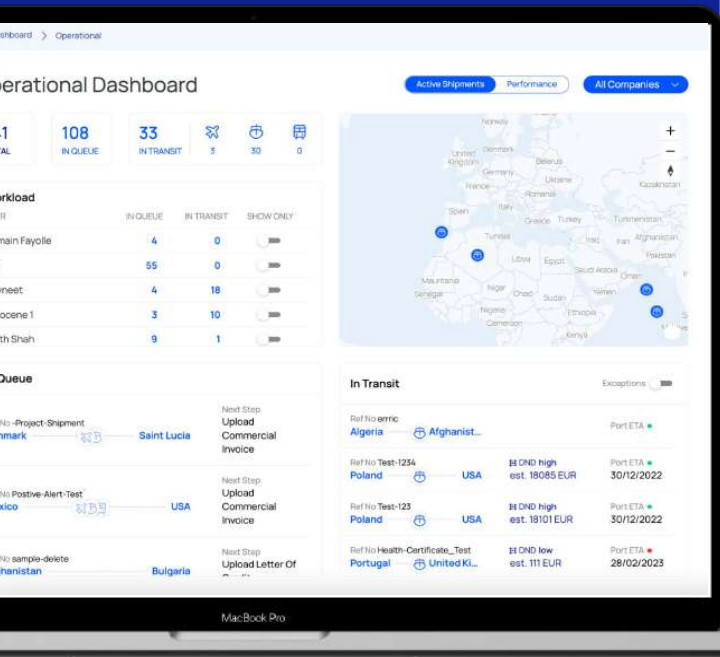 shboard > Operational
perational Dashboard
Active Shipments
Performance
All Companies
1
108
33
TAL
IN QUEUE
IN TRANSIT
3
30
0
+
−
Norway
United Kingdom
Denmark
Belarus
Germany
Ukraine
France
Romania
Kazakhstan
Spain
Italy
Greece
Turkey
Turkmenistan
Tunisia
Iraq
Iran
Afghanistan
Libya
Egypt
Pakistan
Saudi Arabia
Oman
Mauritania
Niger
Chad
Sudan
Yemen
Senegal
Nigeria
Ethiopia
Cameroon
Kenya
orkload
R
IN QUEUE
IN TRANSIT
SHOW ONLY
main Fayolle
4
0
55
0
neet
4
18
ocene 1
3
10
th Shah
9
1
Queue
No -Project-Shipment
nmark
Saint Lucia
Next Step
Upload
Commercial
Invoice
No Postive-Alert-Test
xico
USA
Next Step
Upload
Commercial
Invoice
No sample-delete
hanistan
Bulgaria
Next Step
Upload Letter Of
In Transit
Exceptions
Ref No errric
Algeria
Afghanist...
Port ETA
Ref No Test-1234
Poland
USA
DND high
est. 18085 EUR
Port ETA
30/12/2022
Ref No Test-123
Poland
USA
DND high
est. 18101 EUR
Port ETA
30/12/2022
Ref No Health-Certificate_Test
Portugal
United Ki...
DND low
est. 111 EUR
Port ETA
28/02/2023
MacBook Pro